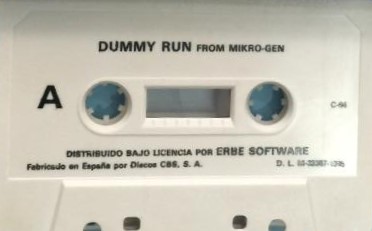 DUMMY RUN FROM MIKRO-GEN
A
C-64
DISTRIBUIDO BAJO LICENCIA POR ERBE SOFTWARE
Fabricado en España por Discos CBS, S. A.
D. L.